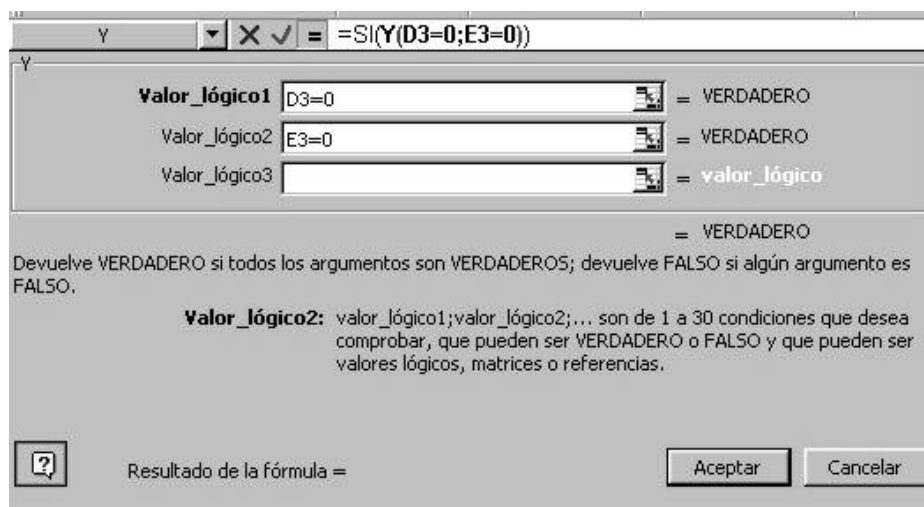 Y =SI(Y(D3=0;E3=0))
Y
Valor_lógico1 D3=0 = VERDADERO
Valor_lógico2 E3=0 = VERDADERO
Valor_lógico3 = valor_lógico
= VERDADERO
Devuelve VERDADERO si todos los argumentos son VERDADEROS; devuelve FALSO si algún argumento es
FALSO.
Valor_lógico2: valor_lógico1;valor_lógico2;... son de 1 a 30 condiciones que desea
comprobar, que pueden ser VERDADERO o FALSO y que pueden ser
valores lógicos, matrices o referencias.
Resultado de la fórmula = Aceptar Cancelar